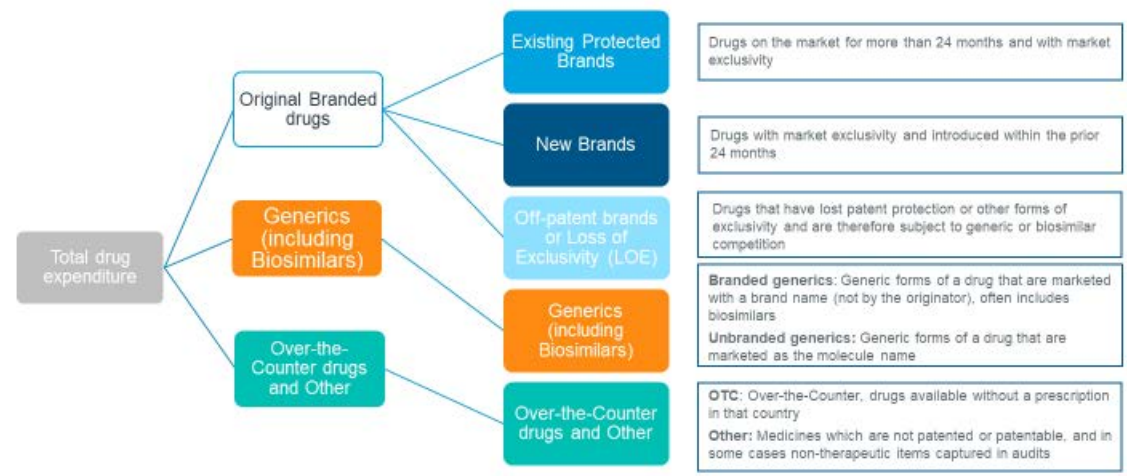 Total drug
expenditure
Original Branded
drugs
Generics
(including
Biosimilars)
Over-the-
Counter drugs
and Other
Existing Protected
Brands
Drugs on the market for more than 24 months and with market
exclusivity
New Brands
Drugs with market exclusivity and introduced within the prior
24 months
Off-patent brands
or Loss of
Exclusivity (LOE)
Drugs that have lost patent protection or other forms of
exclusivity and are therefore subject to generic or biosimilar
competition
Generics
(including
Biosimilars)
Branded generics: Generic forms of a drug that are marketed
with a brand name (not by the originator), often includes
biosimilars
Unbranded generics: Generic forms of a drug that are
marketed as the molecule name
Over-the-Counter
drugs and Other
OTC: Over-the-Counter, drugs available without a prescription
in that country
Other: Medicines which are not patented or patentable, and in
some cases non-therapeutic items captured in audits